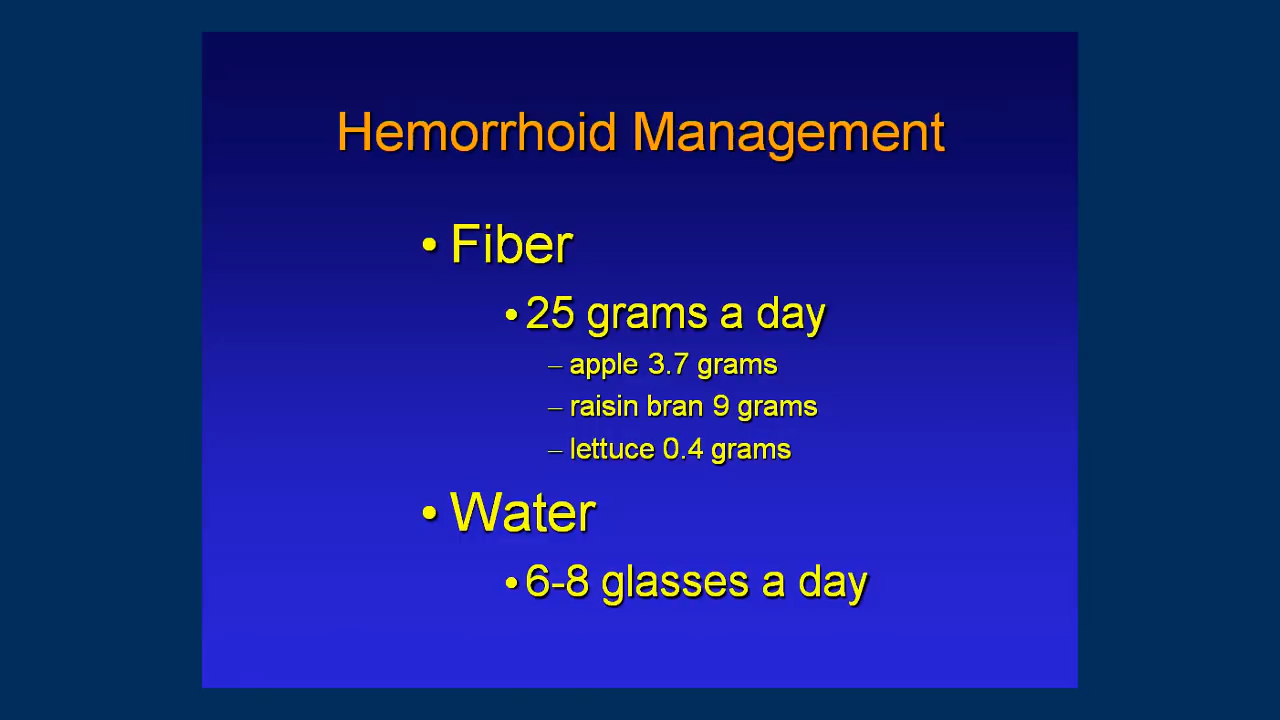 Hemorrhoid Management
• Fiber
• 25 grams a day
– apple 3.7 grams
– raisin bran 9 grams
– lettuce 0.4 grams
• Water
• 6-8 glasses a day